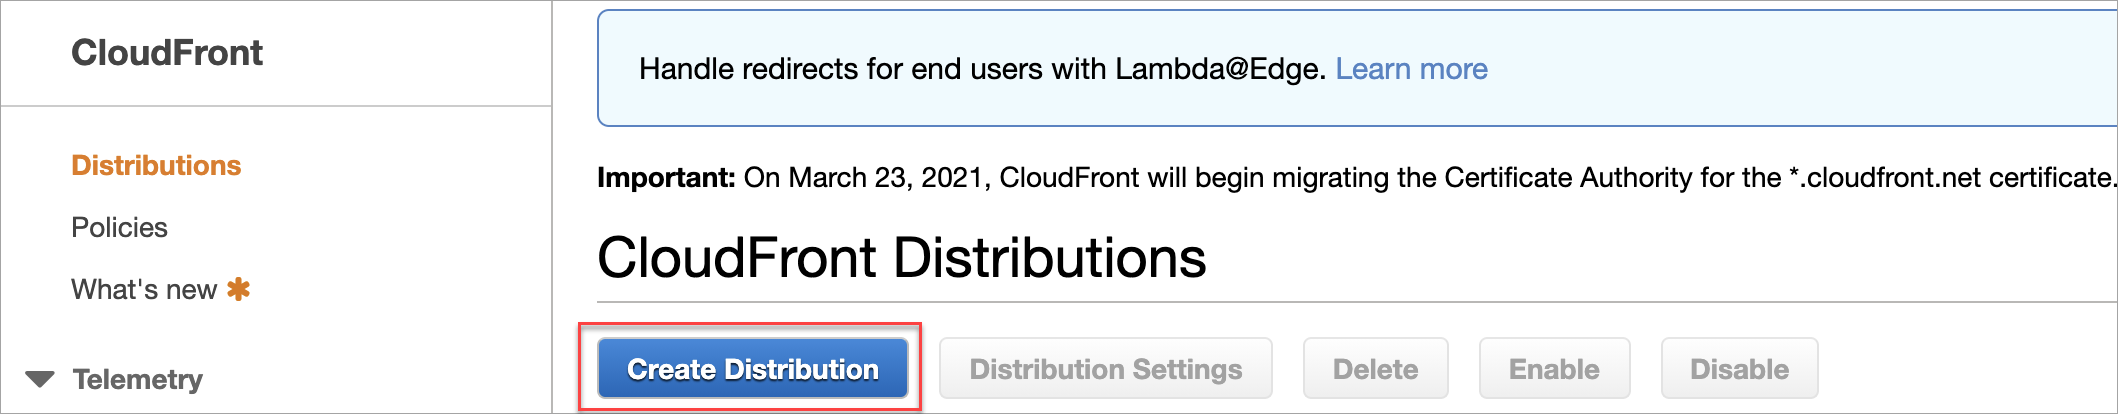 CloudFront
Distributions
Policies
What's new
Telemetry
Handle redirects for end users with Lambda@Edge. Learn more
Important: On March 23, 2021, CloudFront will begin migrating the Certificate Authority for the *.cloudfront.net certificate.
CloudFront Distributions
Create Distribution
Distribution Settings
Delete
Enable
Disable